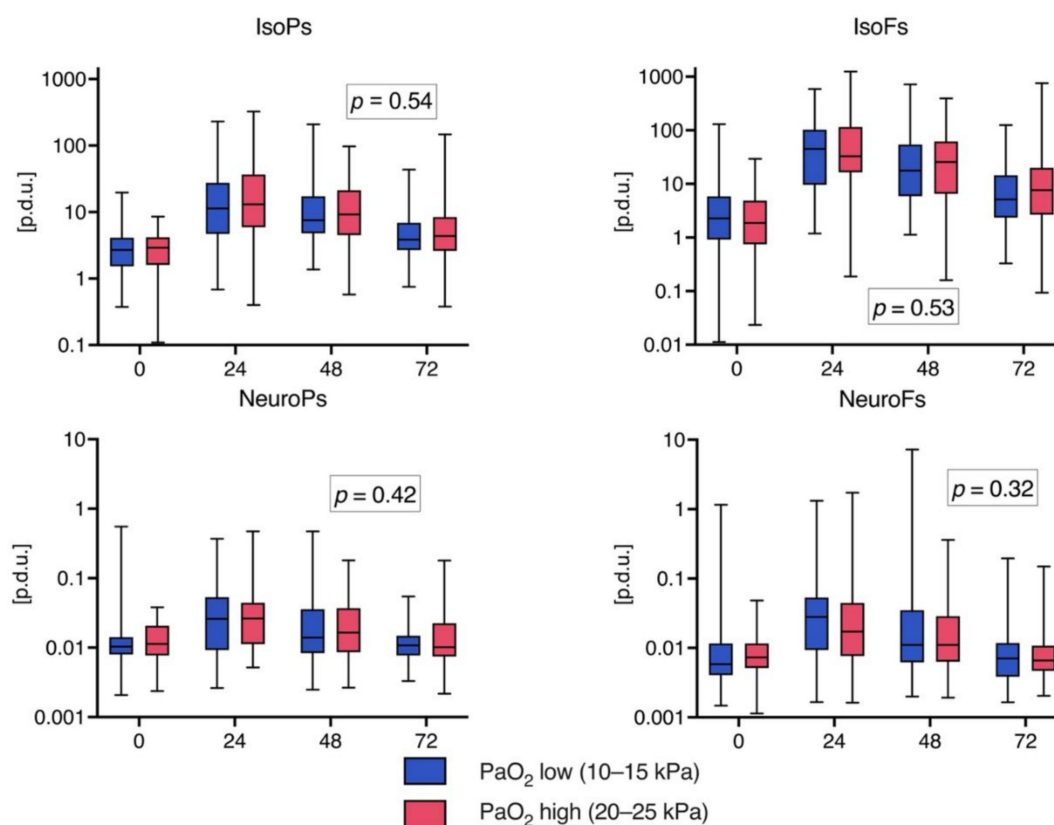 IsoPs
1000
100
10
1
0.1
[p.d.u.]
p = 0.54
0 24 48 72
IsoFs
1000
100
10
1
0.1
0.01
[p.d.u.]
p = 0.53
0 24 48 72
NeuroPs
10
1
0.1
0.01
0.001
[p.d.u.]
p = 0.42
0 24 48 72
NeuroFs
10
1
0.1
0.01
0.001
[p.d.u.]
p = 0.32
0 24 48 72
PaO₂ low (10–15 kPa)
PaO₂ high (20–25 kPa)